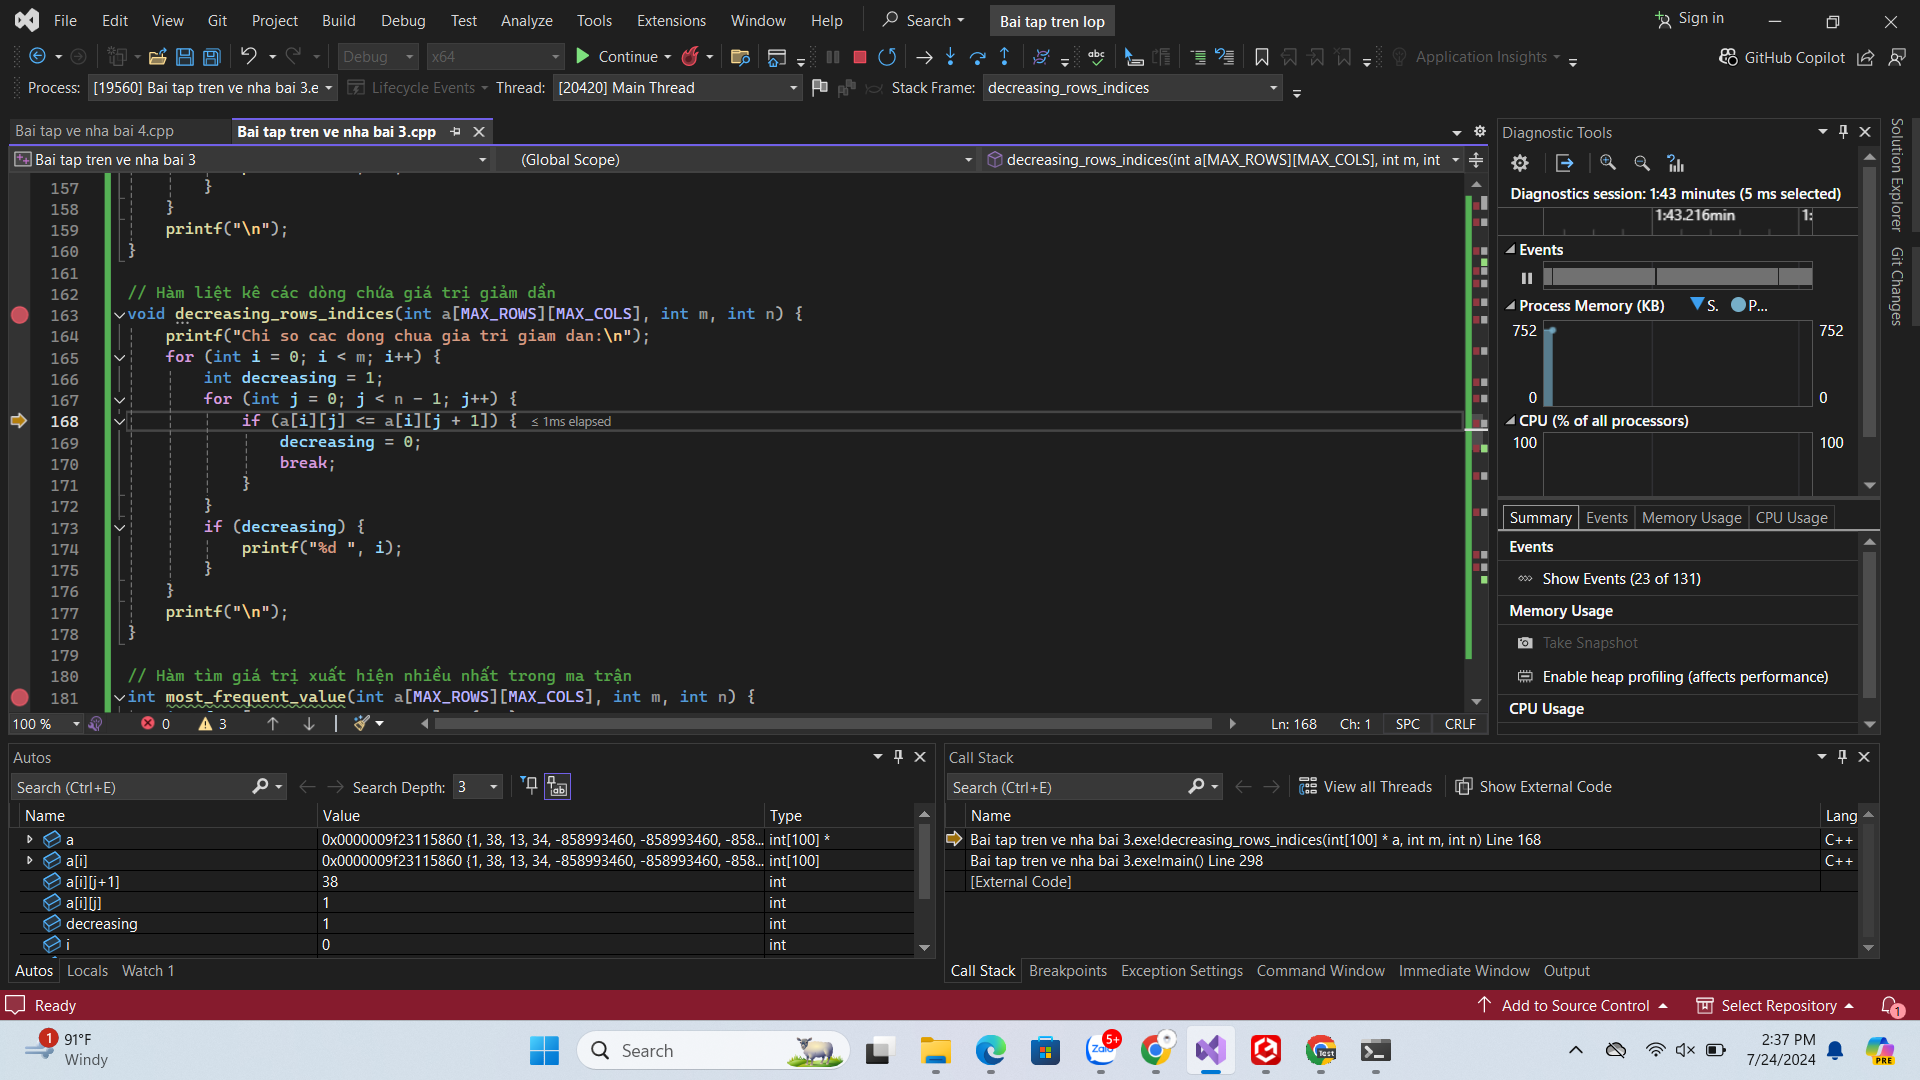 File Edit View Git Project Build Debug Test Analyze Tools Extensions Window Help Search Bai tap tren lop Sign in
Debug x64 Continue Application Insights GitHub Copilot
Process: [19560] Bai tap tren ve nha bai 3.e Lifecycle Events Thread: [20420] Main Thread Stack Frame: decreasing_rows_indices
Bai tap ve nha bai 4.cpp Bai tap tren ve nha bai 3.cpp
Bai tap tren ve nha bai 3 (Global Scope) decreasing_rows_indices(int a[MAX_ROWS][MAX_COLS], int m, int
157 }
158 }
159 printf("\n");
160 }
161
162 // Hàm liệt kê các dòng chứa giá trị giảm dần
163 void decreasing_rows_indices(int a[MAX_ROWS][MAX_COLS], int m, int n) {
164 printf("Chi so cac dong chua gia tri giam dan:\n");
165 for (int i = 0; i < m; i++) {
166 int decreasing = 1;
167 for (int j = 0; j < n - 1; j++) {
168 if (a[i][j] <= a[i][j + 1]) { ≤ 1ms elapsed
169 decreasing = 0;
170 break;
171 }
172 }
173 if (decreasing) {
174 printf("%d ", i);
175 }
176 }
177 printf("\n");
178 }
179
180 // Hàm tìm giá trị xuất hiện nhiều nhất trong ma trận
181 int most_frequent_value(int a[MAX_ROWS][MAX_COLS], int m, int n) {
100 % 0 3 Ln: 168 Ch: 1 SPC CRLF
Diagnostic Tools
Diagnostics session: 1:43 minutes (5 ms selected)
1:43.216min 1:
Events
Process Memory (KB) S. P...
752 752
0 0
CPU (% of all processors)
100 100
Summary Events Memory Usage CPU Usage
Events
Show Events (23 of 131)
Memory Usage
Take Snapshot
Enable heap profiling (affects performance)
CPU Usage
Solution Explorer
Git Changes
Autos
Search (Ctrl+E) Search Depth: 3
Name Value Type
a 0x0000009f23115860 {1, 38, 13, 34, -858993460, -858993460, -858... int[100] *
a[i] 0x0000009f23115860 {1, 38, 13, 34, -858993460, -858993460, -858... int[100]
a[i][j+1] 38 int
a[i][j] 1 int
decreasing 1 int
i 0 int
Autos Locals Watch 1
Call Stack
Search (Ctrl+E) View all Threads Show External Code
Name Lang
Bai tap tren ve nha bai 3.exe!decreasing_rows_indices(int[100] * a, int m, int n) Line 168 C++
Bai tap tren ve nha bai 3.exe!main() Line 298 C++
[External Code]
Call Stack Breakpoints Exception Settings Command Window Immediate Window Output
Ready Add to Source Control Select Repository 1
1 91°F
Windy
Search
5+
Zalo
Test
2:37 PM
7/24/2024
PRE